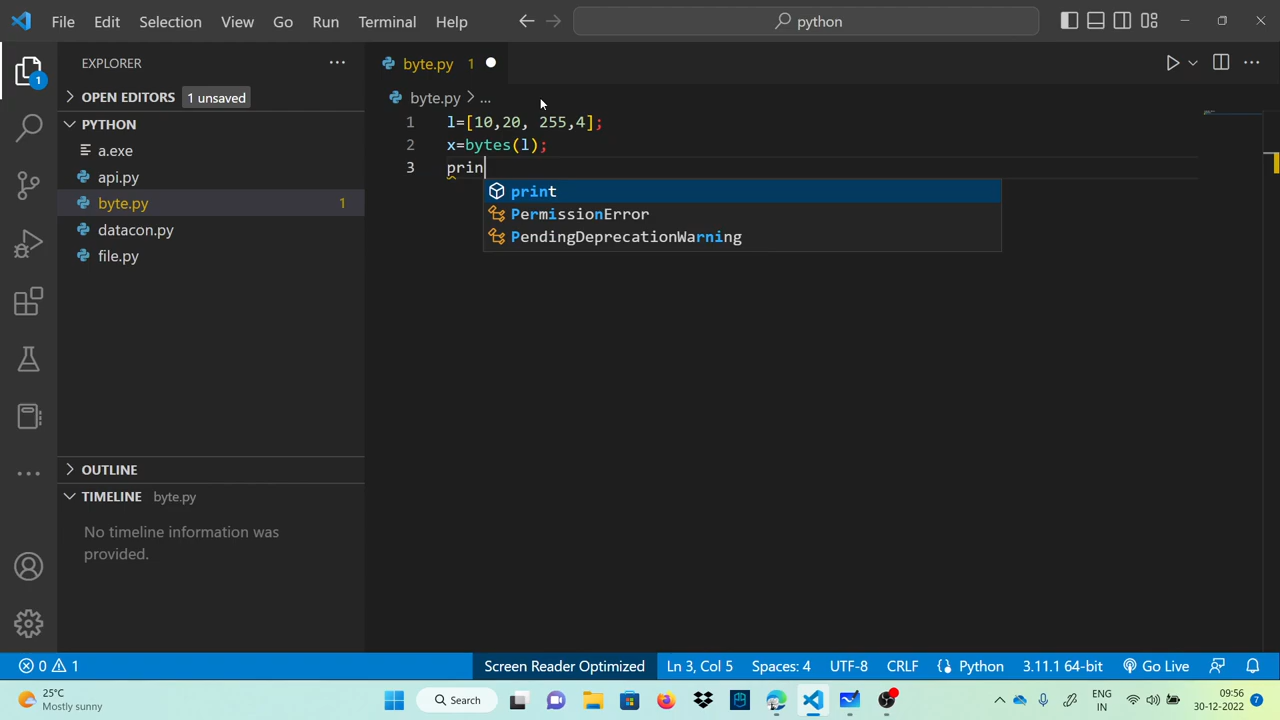 File Edit Selection View Go Run Terminal Help
python
EXPLORER
OPEN EDITORS 1 unsaved
PYTHON
a.exe
api.py
byte.py 1
datacon.py
file.py
OUTLINE
TIMELINE byte.py
No timeline information was
provided.
1
byte.py 1
byte.py > ...
1 l=[10,20, 255,4];
2 x=bytes(l);
3 prin
print
PermissionError
PendingDeprecationWarning
0 1 Screen Reader Optimized Ln 3, Col 5 Spaces: 4 UTF-8 CRLF Python 3.11.1 64-bit Go Live
25°C
Mostly sunny
Search
ENG
IN
09:56
30-12-2022
7